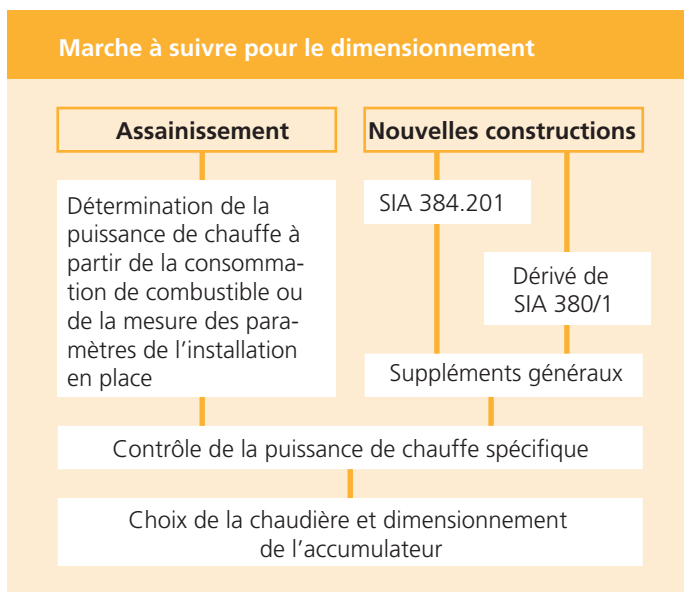 Marche à suivre pour le dimensionnement
Assainissement
Nouvelles constructions
Détermination de la
puissance de chauffe à
partir de la consomma-
tion de combustible ou
de la mesure des para-
mètres de l’installation
en place
SIA 384.201
Dérivé de
SIA 380/1
Suppléments généraux
Contrôle de la puissance de chauffe spécifique
Choix de la chaudière et dimensionnement
de l’accumulateur